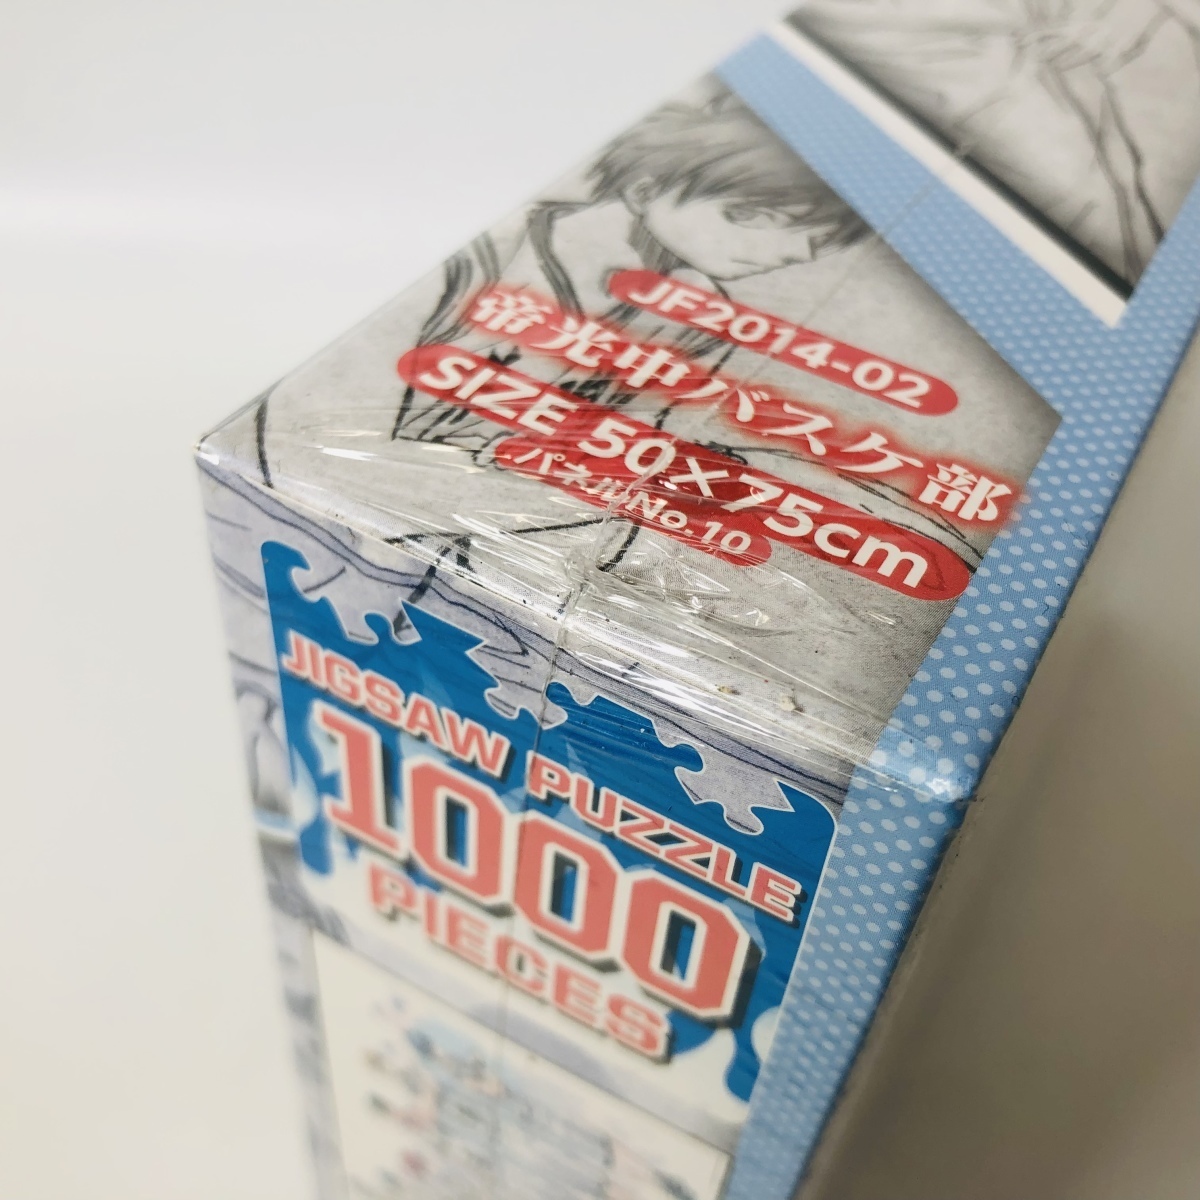 JF2014-02
帝光中バスケ部
SIZE 50×75cm
パネルNo.10
JIGSAW PUZZLE
1000
PIECES